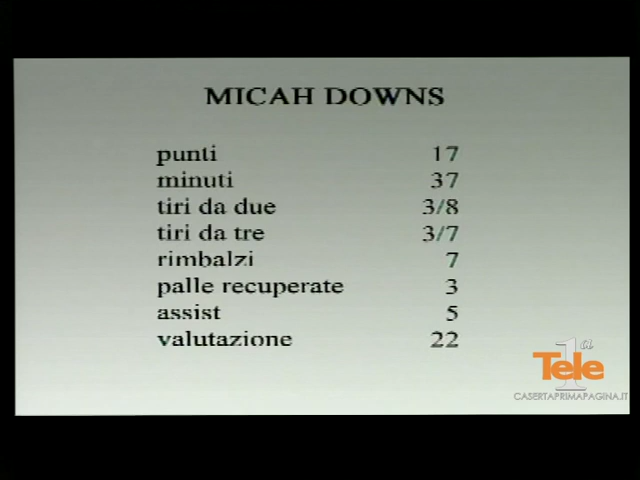 MICAH DOWNS
punti 17
minuti 37
tiri da due 3/8
tiri da tre 3/7
rimbalzi 7
palle recuperate 3
assist 5
valutazione 22
Tele 1a
CASERTAPRIMAPAGINA.IT